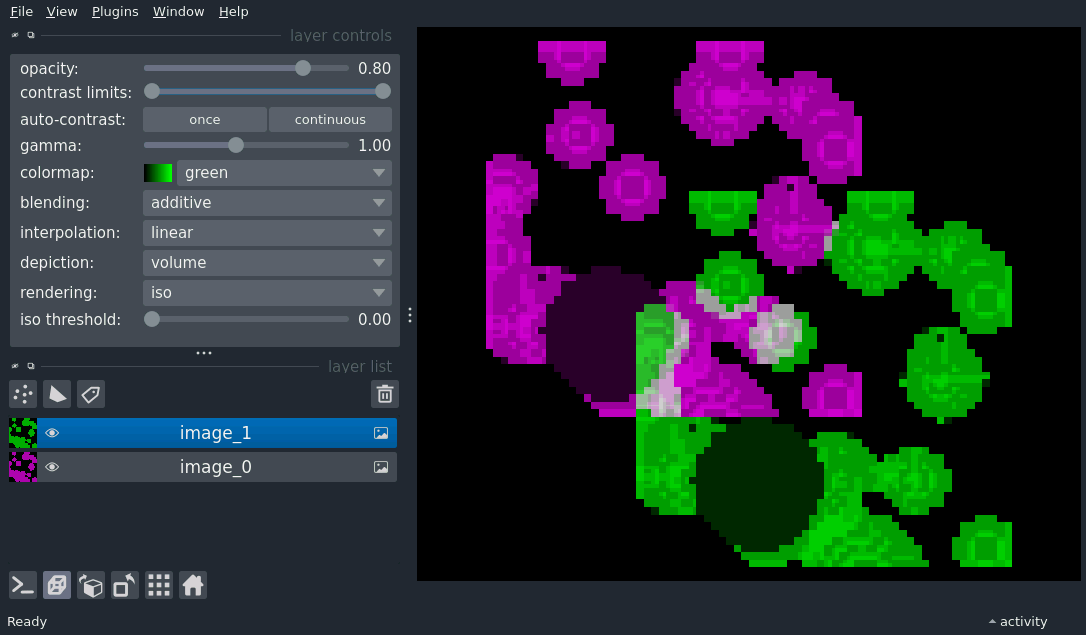 File View Plugins Window Help
layer controls
opacity: 0.80
contrast limits:
auto-contrast: once continuous
gamma: 1.00
colormap: green
blending: additive
interpolation: linear
depiction: volume
rendering: iso
iso threshold: 0.00
layer list
image_1
image_0
Ready activity